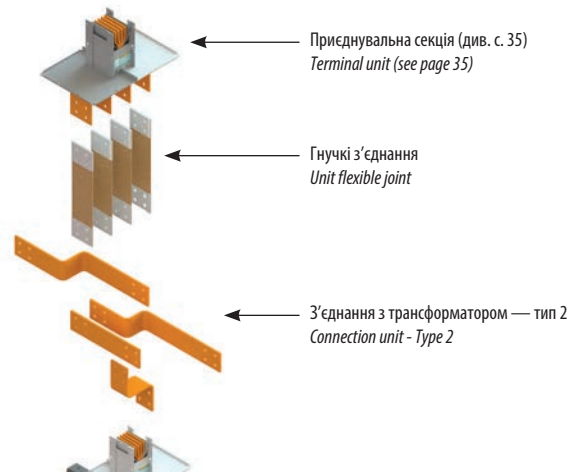 Приєднувальна секція (див. с. 35)
Terminal unit (see page 35)
Гнучкі з’єднання
Unit flexible joint
З’єднання з трансформатором — тип 2
Connection unit - Type 2